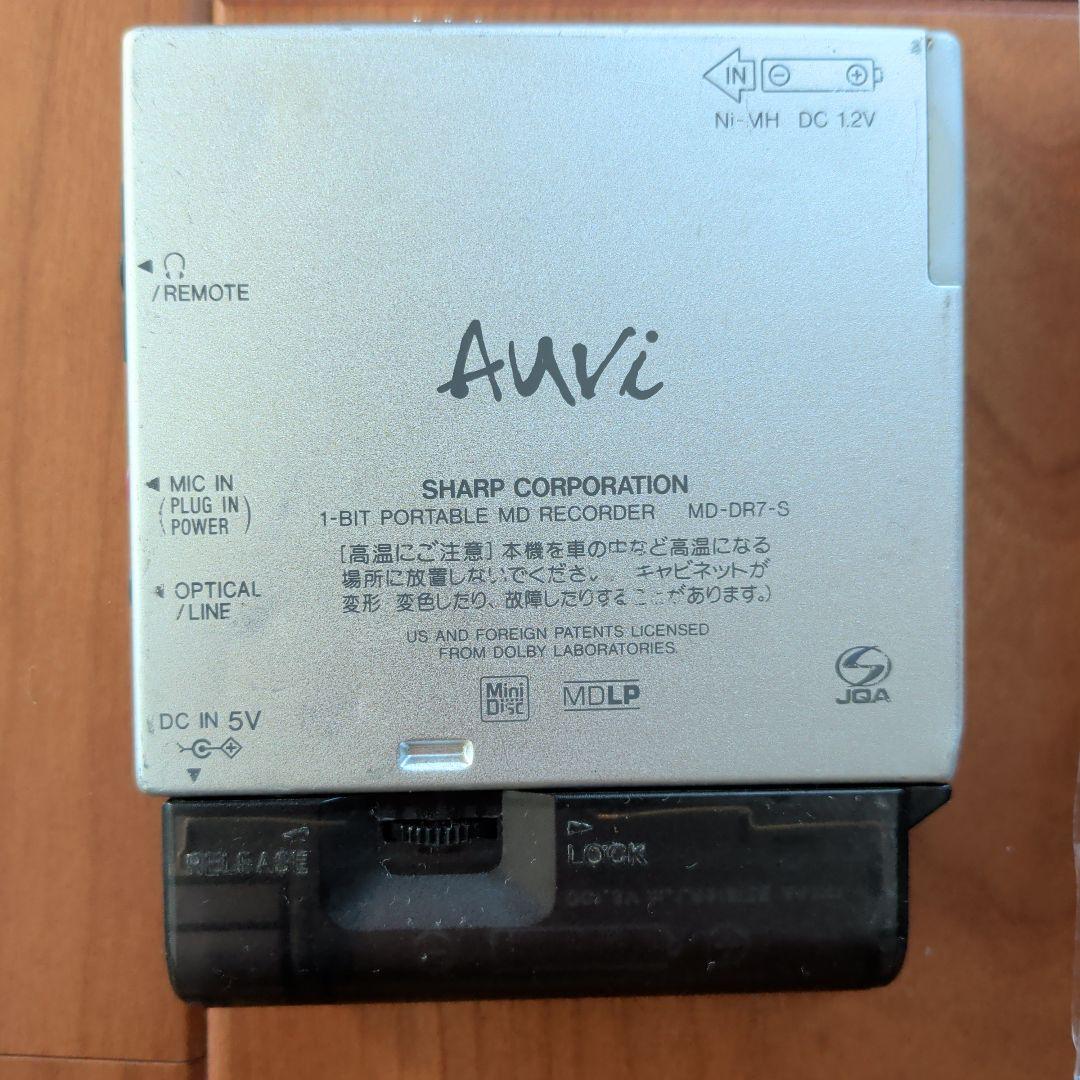 IN
Ni-MH DC 1.2V
/REMOTE
Auvi
MIC IN
(PLUG IN
POWER)
SHARP CORPORATION
1-BIT PORTABLE MD RECORDER MD-DR7-S
[高温にご注意] 本機を車の中など高温になる
場所に放置しないでください。 キャビネットが
変形 変色したり、故障したりすることがあります。)
OPTICAL
/LINE
US AND FOREIGN PATENTS LICENSED
FROM DOLBY LABORATORIES.
Mini
Disc
MDLP
JQA
DC IN 5V
RELEASE
LOCK